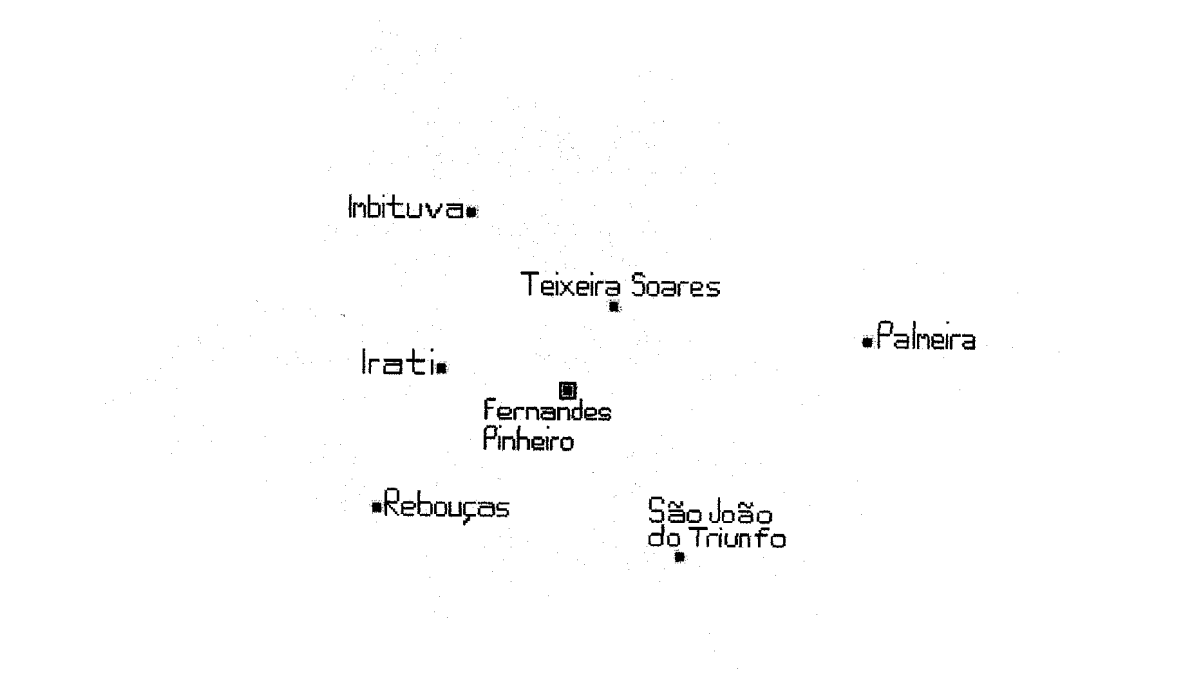 Imbituva
Teixeira Soares
Palmeira
Irati
Fernandes
Pinheiro
Rebouças
São João
do Triunfo